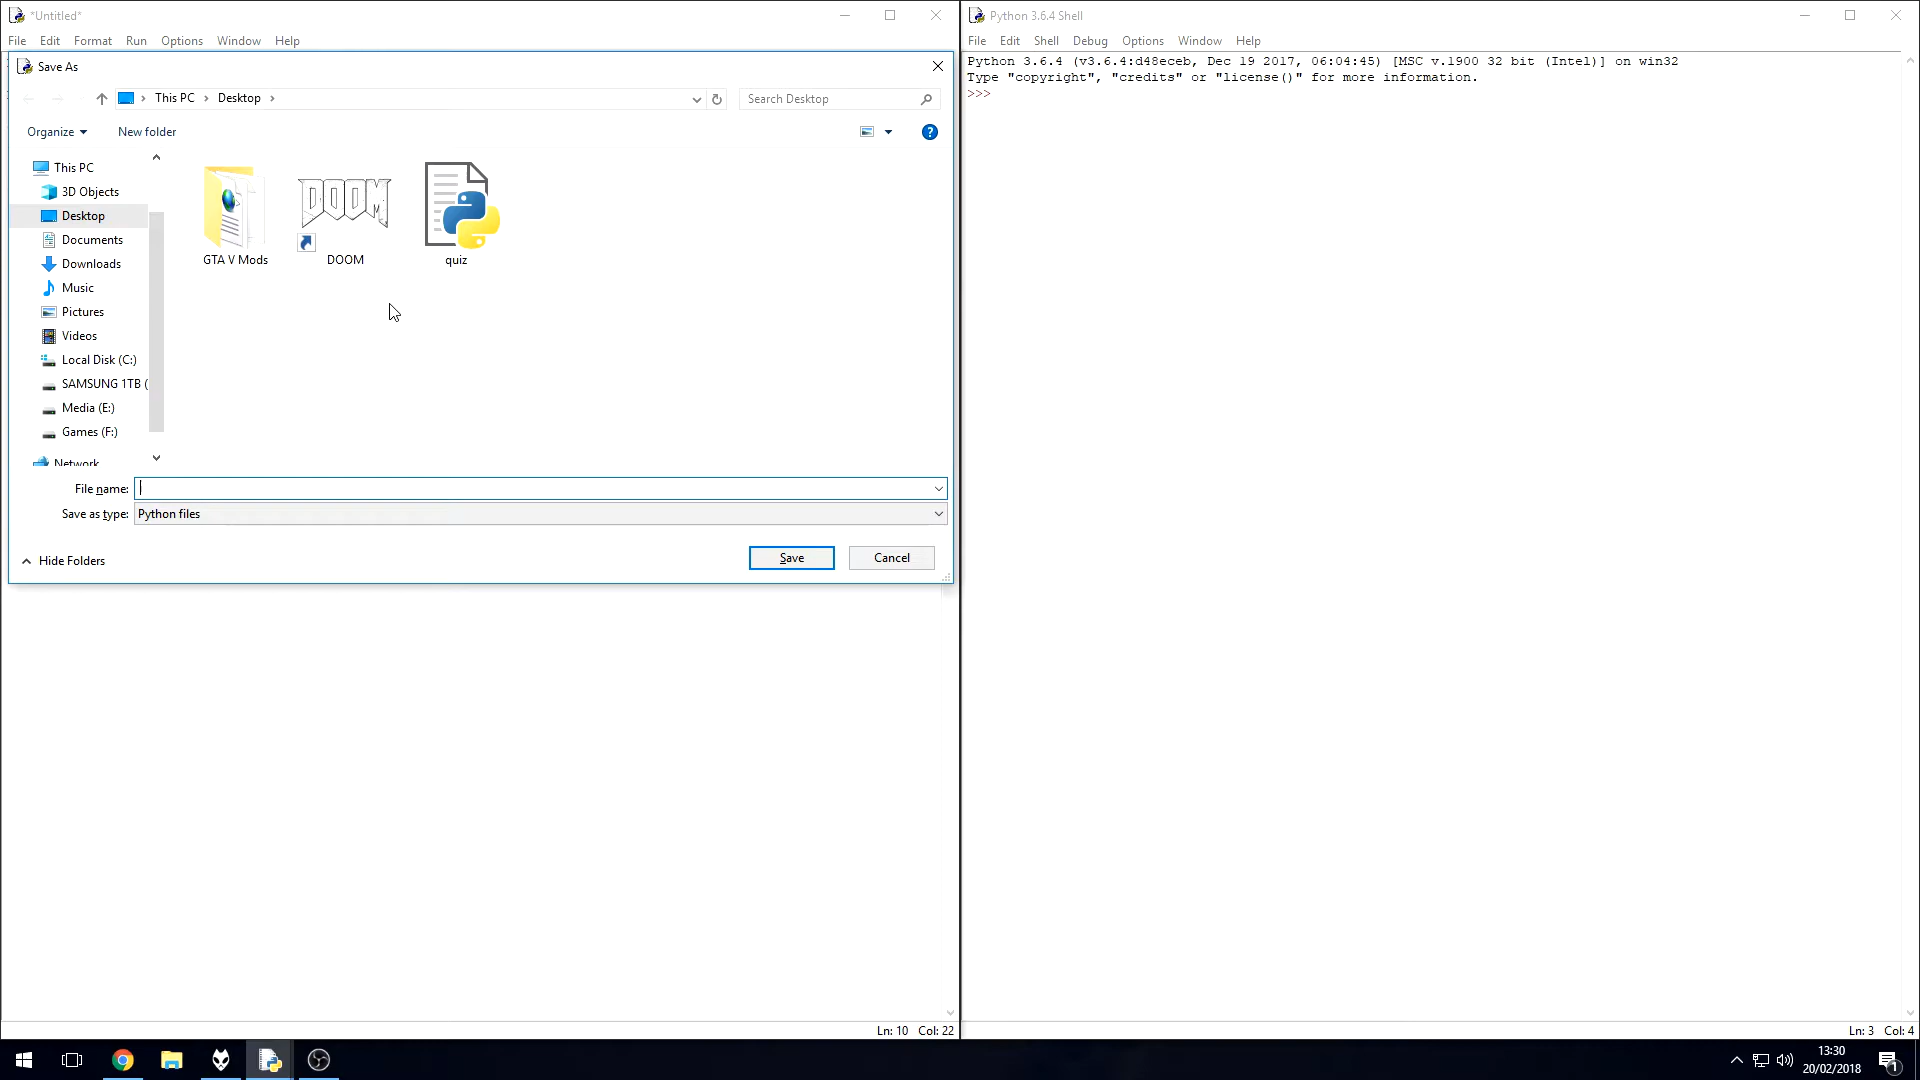 *Untitled*
File Edit Format Run Options Window Help
Save As
This PC Desktop
Search Desktop
Organize New folder
This PC
3D Objects
Desktop
Documents
Downloads
Music
Pictures
Videos
Local Disk (C:)
SAMSUNG 1TB (
Media (E:)
Games (F:)
Network
GTA V Mods
DOOM
DOOM
quiz
File name:
Save as type: Python files
Hide Folders
Save Cancel
Ln: 10 Col: 22
Python 3.6.4 Shell
File Edit Shell Debug Options Window Help
Python 3.6.4 (v3.6.4:d48eceb, Dec 19 2017, 06:04:45) [MSC v.1900 32 bit (Intel)] on win32
Type "copyright", "credits" or "license()" for more information.
>>>
Ln: 3 Col: 4
13:30
20/02/2018
1